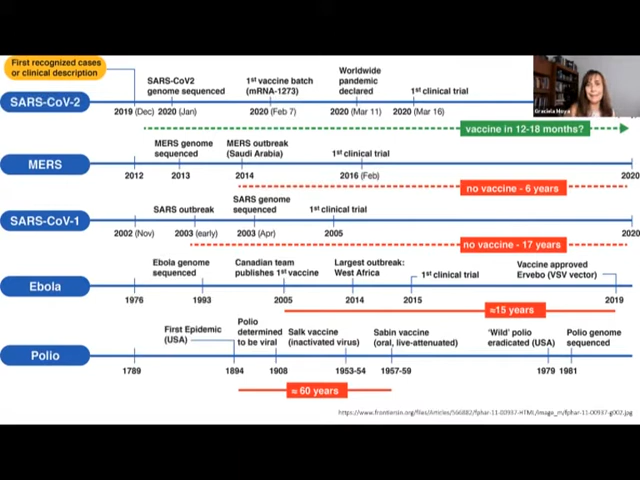 First recognized cases
or clinical description
SARS-CoV-2
SARS-CoV2
genome sequenced
1st vaccine batch
(mRNA-1273)
Worldwide
pandemic
declared
1st clinical trial
2019 (Dec)
2020 (Jan)
2020 (Feb 7)
2020 (Mar 11)
2020 (Mar 16)
vaccine in 12-18 months?
MERS
MERS genome
sequenced
MERS outbreak
(Saudi Arabia)
1st clinical trial
2012
2013
2014
2016 (Feb)
2020
no vaccine - 6 years
SARS-CoV-1
SARS outbreak
SARS genome
sequenced
1st clinical trial
2002 (Nov)
2003 (early)
2003 (Apr)
2005
2020
no vaccine - 17 years
Ebola
Ebola genome
sequenced
Canadian team
publishes 1st vaccine
Largest outbreak:
West Africa
1st clinical trial
Vaccine approved
Ervebo (VSV vector)
1976
1993
2005
2014
2015
2019
≈15 years
Polio
First Epidemic
(USA)
Polio
determined
to be viral
Salk vaccine
(inactivated virus)
Sabin vaccine
(oral, live-attenuated)
'Wild' polio
eradicated (USA)
Polio genome
sequenced
1789
1894
1908
1953-54
1957-59
1979
1981
≈ 60 years
https://www.frontiersin.org/files/Articles/566882/fphar-11-00937-HTML/image_m/fphar-11-00937-g002.jpg
Graciela Moya